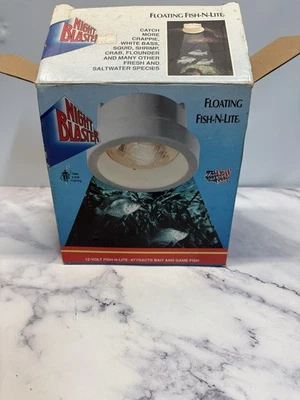 NIGHT
BLASTER
FLOATING FISH-N-LITE
CATCH
MORE
CRAPPIE,
WHITE BASS,
SQUID, SHRIMP,
CRAB, FLOUNDER
AND MANY OTHER
FRESH AND
SALTWATER SPECIES
NIGHT
BLASTER
FLOATING
FISH-N-LITE
12-VOLT FISH-N-LITE ATTRACTS BAIT AND GAME FISH.